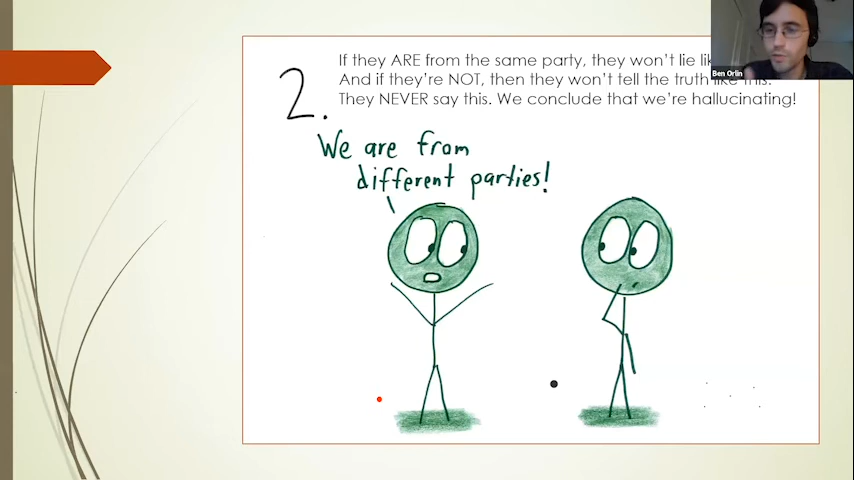 If they ARE from the same party, they won't lie
And if they're NOT, then they won't tell the truth like this.
They NEVER say this. We conclude that we're hallucinating!
2.
We are from
different parties!
Ben Orlin